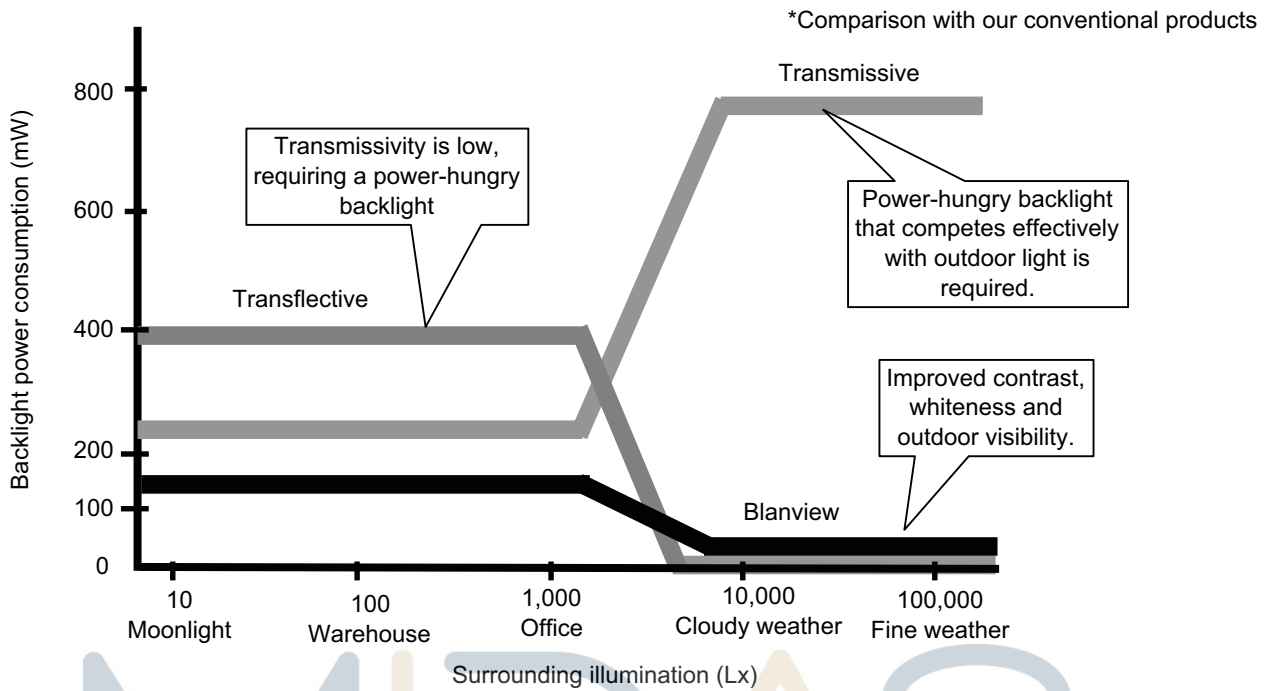 *Comparison with our conventional products
Backlight power consumption (mW)
800
600
400
200
100
0
Transmissive
Transmissivity is low,
requiring a power-hungry
backlight
Power-hungry backlight
that competes effectively
with outdoor light is
required.
Transflective
Improved contrast,
whiteness and
outdoor visibility.
Blanview
10
Moonlight
100
Warehouse
1,000
Office
10,000
Cloudy weather
100,000
Fine weather
Surrounding illumination (Lx)